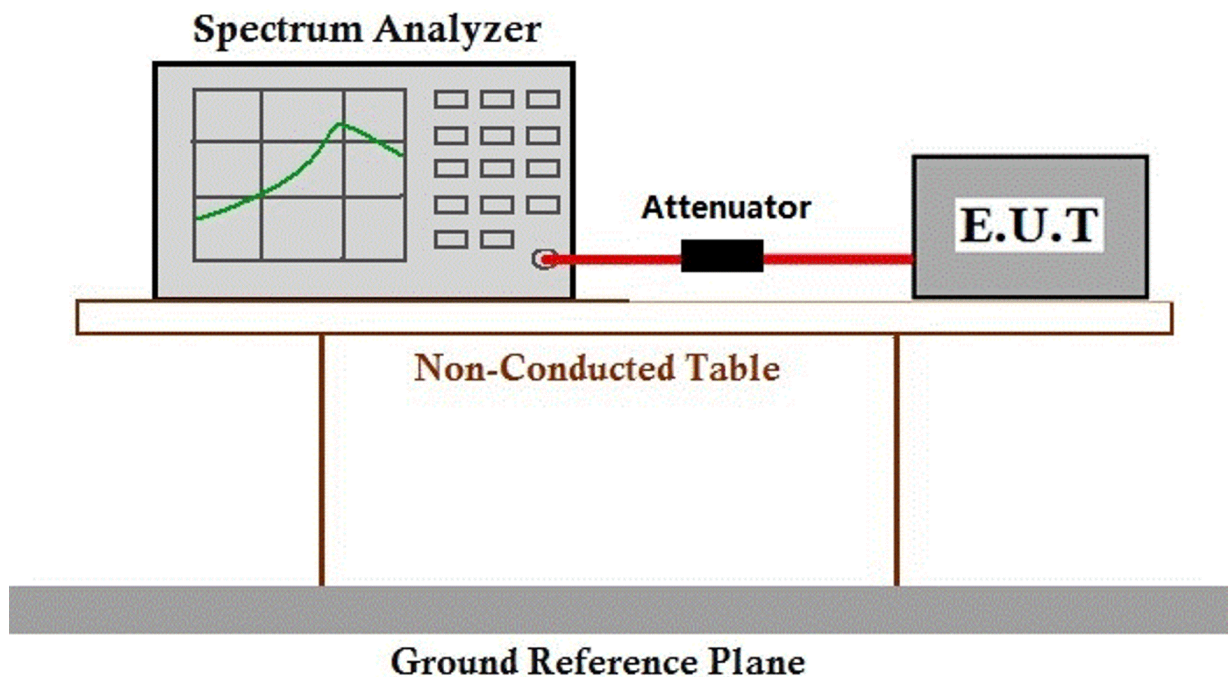 Spectrum Analyzer
Attenuator
E.U.T
Non-Conducted Table
Ground Reference Plane